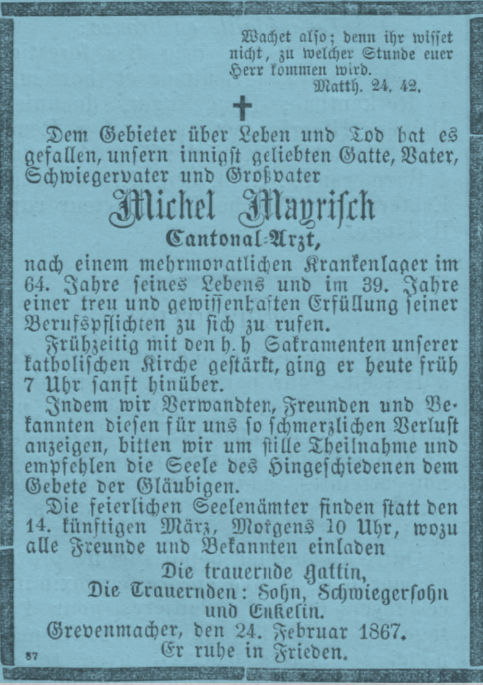 Wachet also; denn ihr wisset
nicht, zu welcher Stunde euer
Herr kommen wird.
Matth. 24. 42.
Dem Gebieter über Leben und Tod hat es
gefallen, unsern innigst geliebten Gatte, Vater,
Schwiegervater und Großvater
Michel Mayrisch
Cantonal-Arzt,
nach einem mehrmonatlichen Krankenlager im
64. Jahre seines Lebens und im 39. Jahre
einer treu und gewissenhaften Erfüllung seiner
Berufspflichten zu sich zu rufen.
Frühzeitig mit den h. h Sakramenten unserer
katholischen Kirche gestärkt, ging er heute früh
7 Uhr sanft hinüber.
Indem wir Verwandten, Freunden und Be-
kannten diesen für uns so schmerzlichen Verlust
anzeigen, bitten wir um stille Theilnahme und
empfehlen die Seele des Hingeschiedenen dem
Gebete der Gläubigen.
Die feierlichen Seelenämter finden statt den
14. künftigen März, Morgens 10 Uhr, wozu
alle Freunde und Bekannten einladen
Die trauernde Gattin,
Die Trauernden: Sohn, Schwiegersohn
und Enkelin.
Grevenmacher, den 24. Februar 1867.
87 Er ruhe in Frieden.